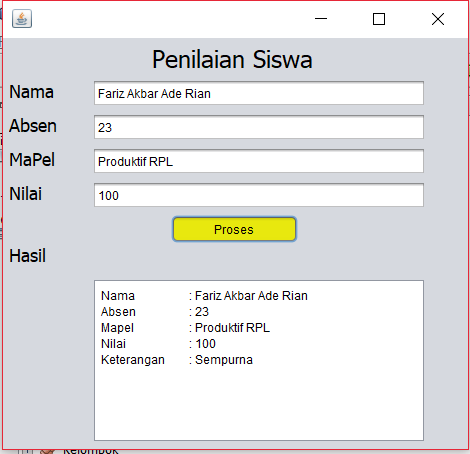 Penilaian Siswa
Nama Fariz Akbar Ade Rian
Absen 23
MaPel Produktif RPL
Nilai 100
Proses
Hasil
Nama : Fariz Akbar Ade Rian
Absen : 23
Mapel : Produktif RPL
Nilai : 100
Keterangan : Sempurna
Kelompok